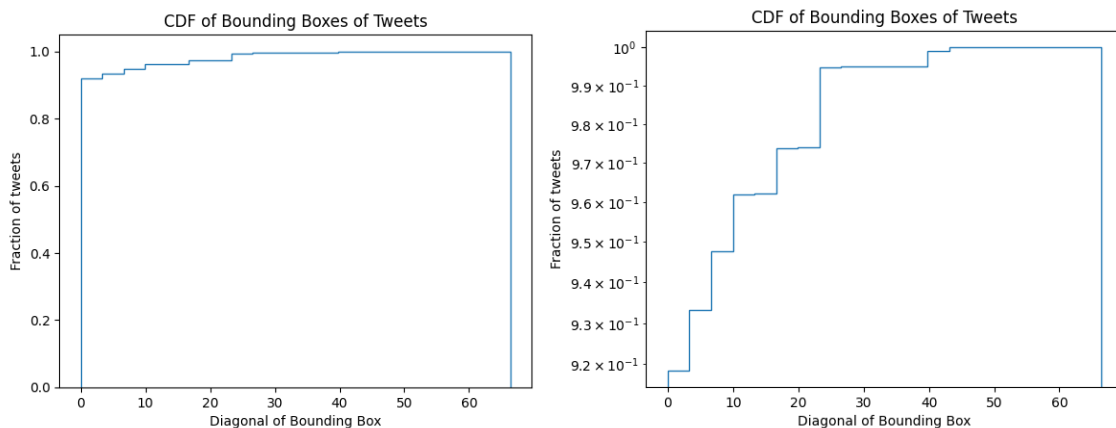 CDF of Bounding Boxes of Tweets
Fraction of tweets
1.0
0.8
0.6
0.4
0.2
0.0
0 10 20 30 40 50 60
Diagonal of Bounding Box
CDF of Bounding Boxes of Tweets
Fraction of tweets
10⁰
9.9 × 10⁻¹
9.8 × 10⁻¹
9.7 × 10⁻¹
9.6 × 10⁻¹
9.5 × 10⁻¹
9.4 × 10⁻¹
9.3 × 10⁻¹
9.2 × 10⁻¹
0 10 20 30 40 50 60
Diagonal of Bounding Box